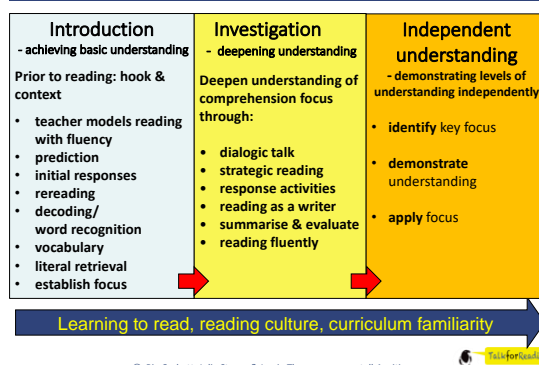 Introduction
- achieving basic understanding
Prior to reading: hook &
context
• teacher models reading
with fluency
• prediction
• initial responses
• rereading
• decoding/
word recognition
• vocabulary
• literal retrieval
• establish focus
Investigation
- deepening understanding
Deepen understanding of
comprehension focus
through:
• dialogic talk
• strategic reading
• response activities
• reading as a writer
• summarise & evaluate
• reading fluently
Independent
understanding
- demonstrating levels of
understanding independently
• identify key focus
• demonstrate
understanding
• apply focus
Learning to read, reading culture, curriculum familiarity